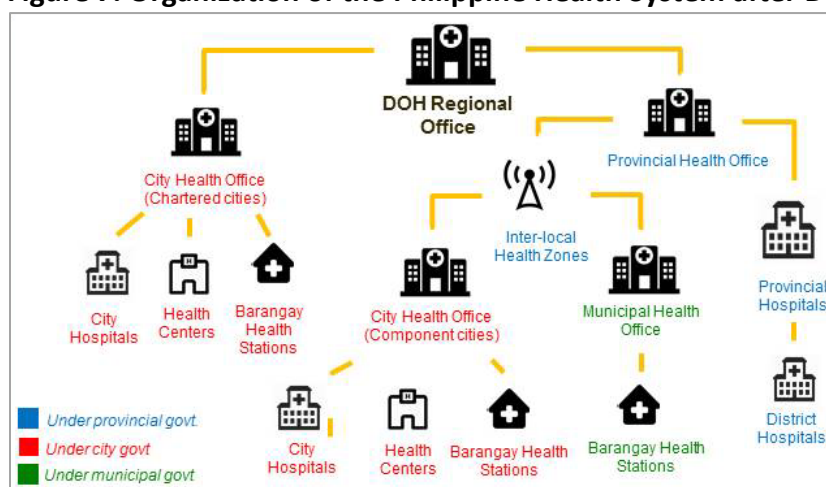 DOH Regional
Office
City Health Office
(Chartered cities)
Provincial Health Office
Inter-local
Health Zones
City
Hospitals
Health
Centers
Barangay
Health
Stations
City Health Office
(Component cities)
Municipal Health
Office
Provincial
Hospitals
City
Hospitals
Health
Centers
Barangay Health
Stations
Barangay Health
Stations
District
Hospitals
Under provincial govt.
Under city govt
Under municipal govt